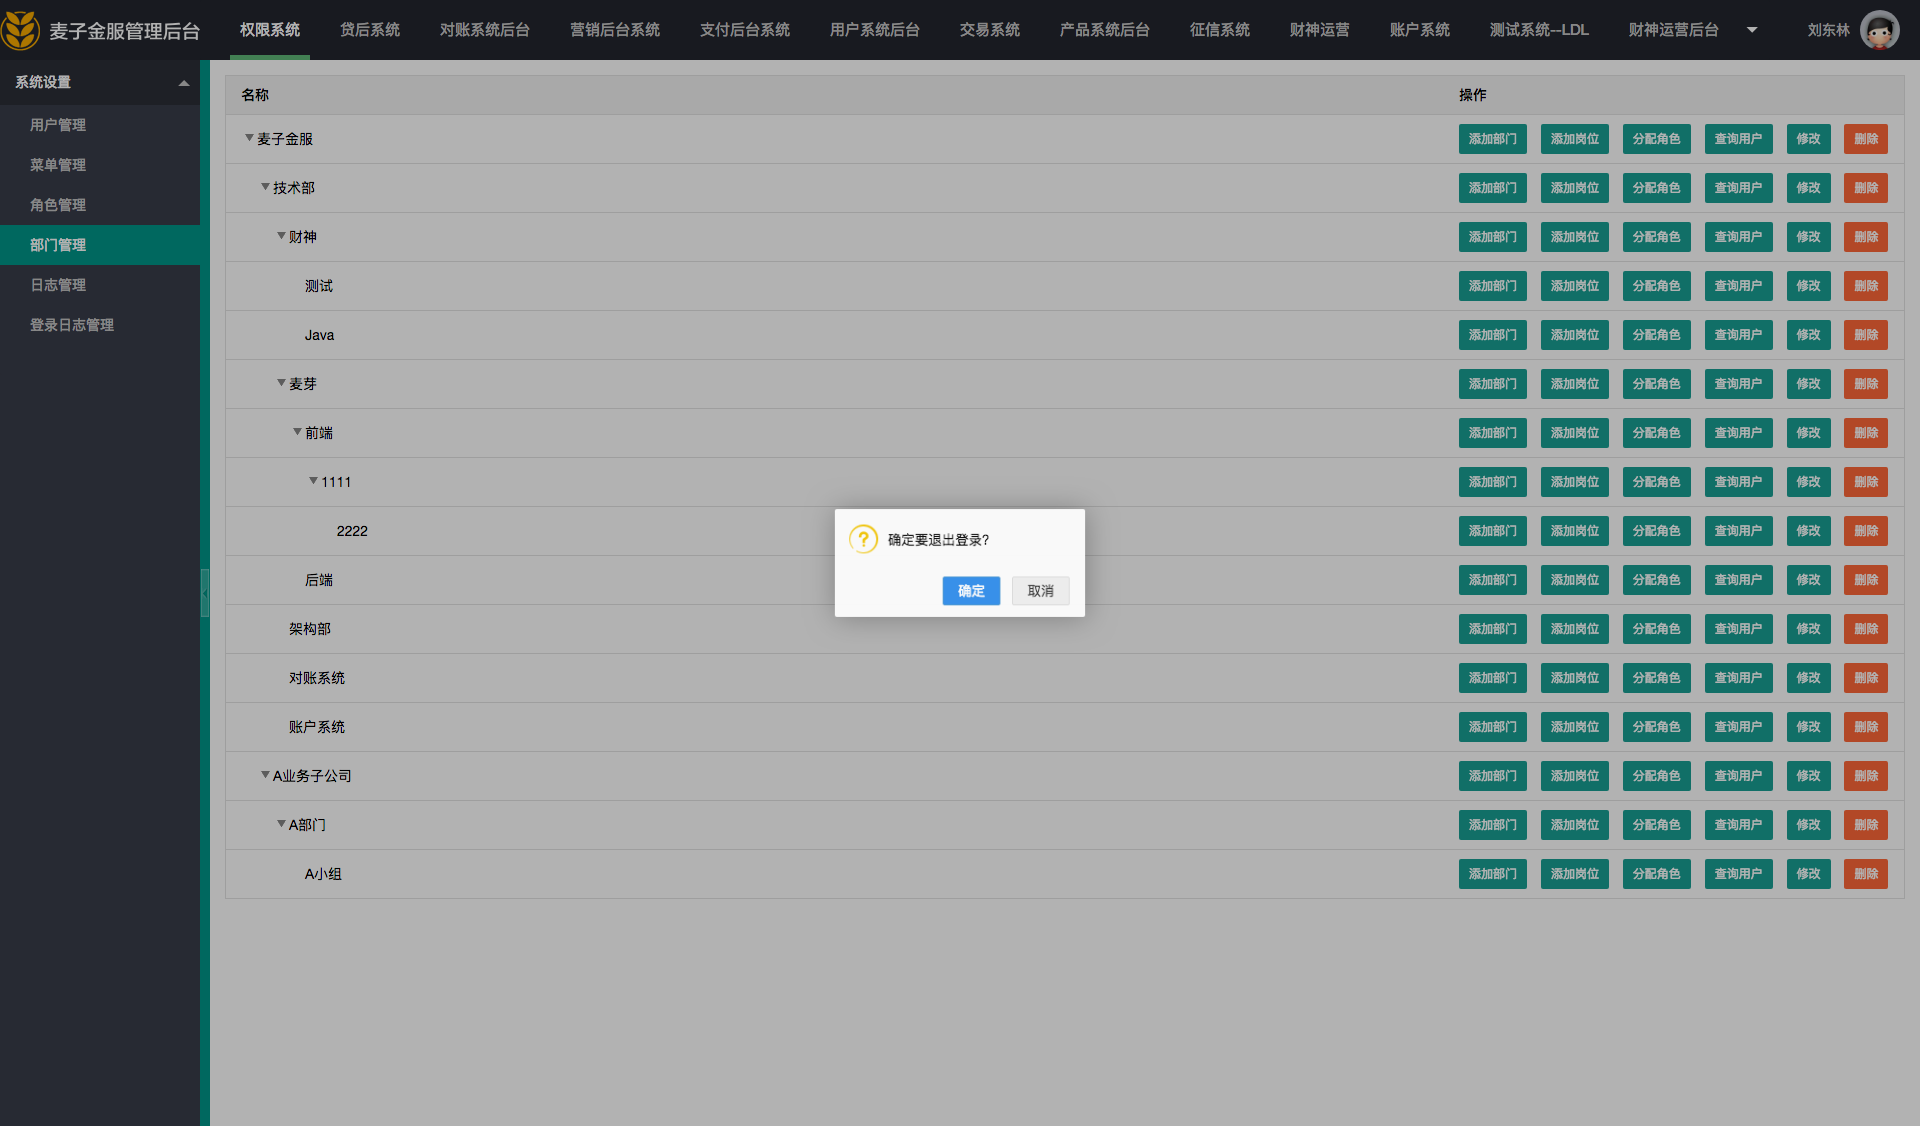 麦子金服管理后台 权限系统 贷后系统 对账系统后台 营销后台系统 支付后台系统 用户系统后台 交易系统 产品系统后台 征信系统 财神运营 账户系统 测试系统--LDL 财神运营后台 刘东林
系统设置
用户管理
菜单管理
角色管理
部门管理
日志管理
登录日志管理
名称 操作
麦子金服 添加部门 添加岗位 分配角色 查询用户 修改 删除
技术部 添加部门 添加岗位 分配角色 查询用户 修改 删除
财神 添加部门 添加岗位 分配角色 查询用户 修改 删除
测试 添加部门 添加岗位 分配角色 查询用户 修改 删除
Java 添加部门 添加岗位 分配角色 查询用户 修改 删除
麦芽 添加部门 添加岗位 分配角色 查询用户 修改 删除
前端 添加部门 添加岗位 分配角色 查询用户 修改 删除
1111 添加部门 添加岗位 分配角色 查询用户 修改 删除
2222 添加部门 添加岗位 分配角色 查询用户 修改 删除
后端 添加部门 添加岗位 分配角色 查询用户 修改 删除
架构部 添加部门 添加岗位 分配角色 查询用户 修改 删除
对账系统 添加部门 添加岗位 分配角色 查询用户 修改 删除
账户系统 添加部门 添加岗位 分配角色 查询用户 修改 删除
A业务子公司 添加部门 添加岗位 分配角色 查询用户 修改 删除
A部门 添加部门 添加岗位 分配角色 查询用户 修改 删除
A小组 添加部门 添加岗位 分配角色 查询用户 修改 删除
确定要退出登录?
确定 取消